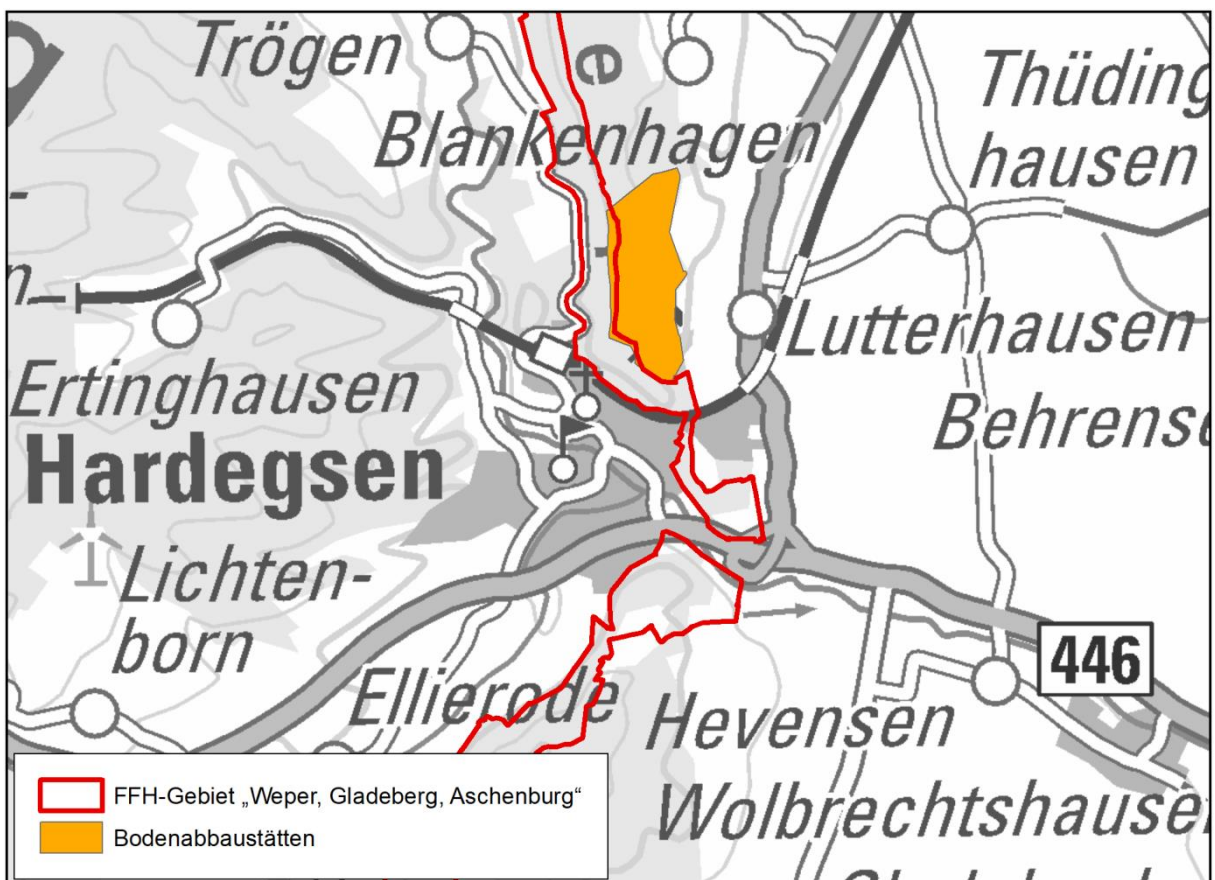 Trögen
Thüding
hausen
Blankenhagen
e
n
Lutterhausen
Ertinghausen
Behrense
Hardegsen
Lichten-
born
446
Ellierode
Hevensen
Wolbrechtshause
FFH-Gebiet „Weper, Gladeberg, Aschenburg“
Bodenabbaustätten